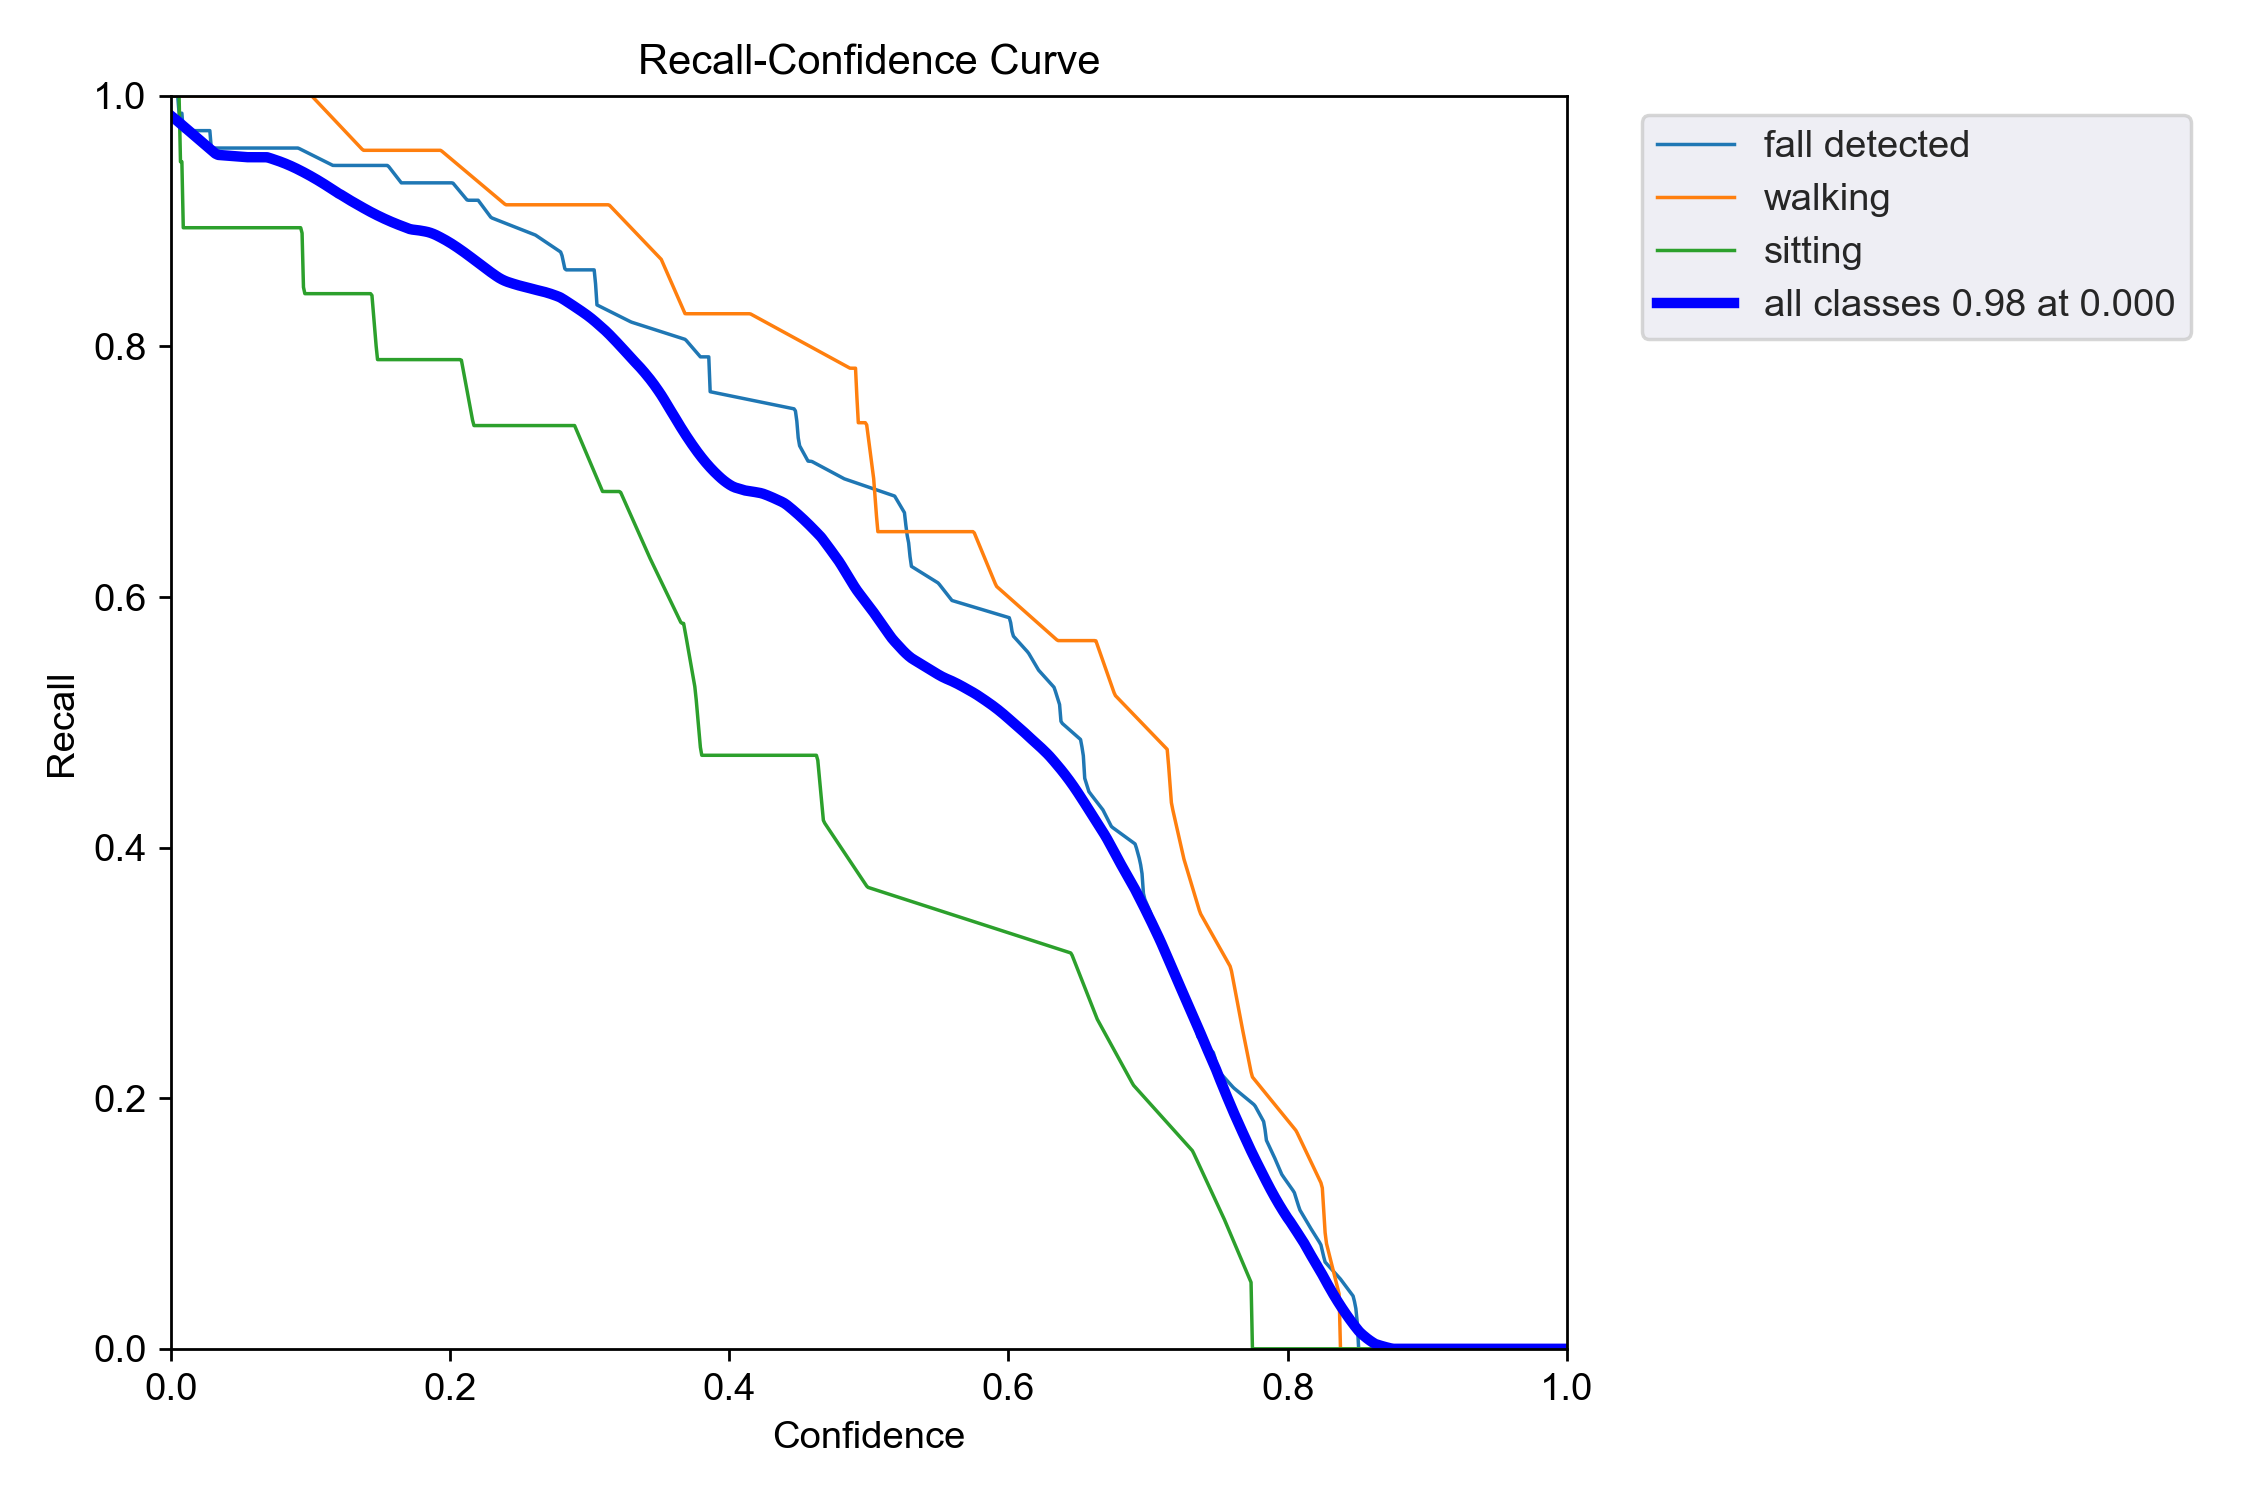 Recall-Confidence Curve
1.0
0.8
0.6
0.4
0.2
0.0
Recall
0.0 0.2 0.4 0.6 0.8 1.0
Confidence
fall detected
walking
sitting
all classes 0.98 at 0.000